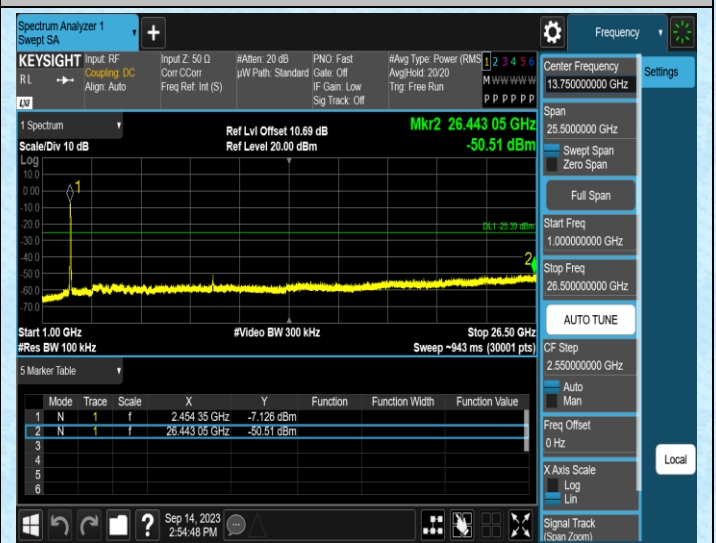 Spectrum Analyzer 1
Swept SA
+
Frequency
KEYSIGHT
RL
LXI
Input: RF
Coupling: DC
Align: Auto
Input Z: 50 Ω
Corr CCorr
Freq Ref: Int (S)
#Atten: 20 dB
µW Path: Standard
PNO: Fast
Gate: Off
IF Gain: Low
Sig Track: Off
#Avg Type: Power (RMS
Avg|Hold: 20/20
Trig: Free Run
1 2 3 4 5 6
M W W W W W
P P P P P P
1 Spectrum
Scale/Div 10 dB
Ref Lvl Offset 10.69 dB
Ref Level 20.00 dBm
Mkr2 26.443 05 GHz
-50.51 dBm
Log
10.0
0.00
-10.0
-20.0
-30.0
-40.0
-50.0
-60.0
-70.0
1
DL1 -25.39 dBm
2
Start 1.00 GHz
#Res BW 100 kHz
#Video BW 300 kHz
Stop 26.50 GHz
Sweep ~943 ms (30001 pts)
5 Marker Table
Mode Trace Scale X Y Function Function Width Function Value
1 N 1 f 2.454 35 GHz -7.126 dBm
2 N 1 f 26.443 05 GHz -50.51 dBm
3
4
5
6
?
Sep 14, 2023
2:54:48 PM
Center Frequency
13.750000000 GHz
Span
25.5000000 GHz
Swept Span
Zero Span
Full Span
Start Freq
1.000000000 GHz
Stop Freq
26.500000000 GHz
AUTO TUNE
CF Step
2.550000000 GHz
Auto
Man
Freq Offset
0 Hz
X Axis Scale
Log
Lin
Signal Track
(Span Zoom)
Settings
Local